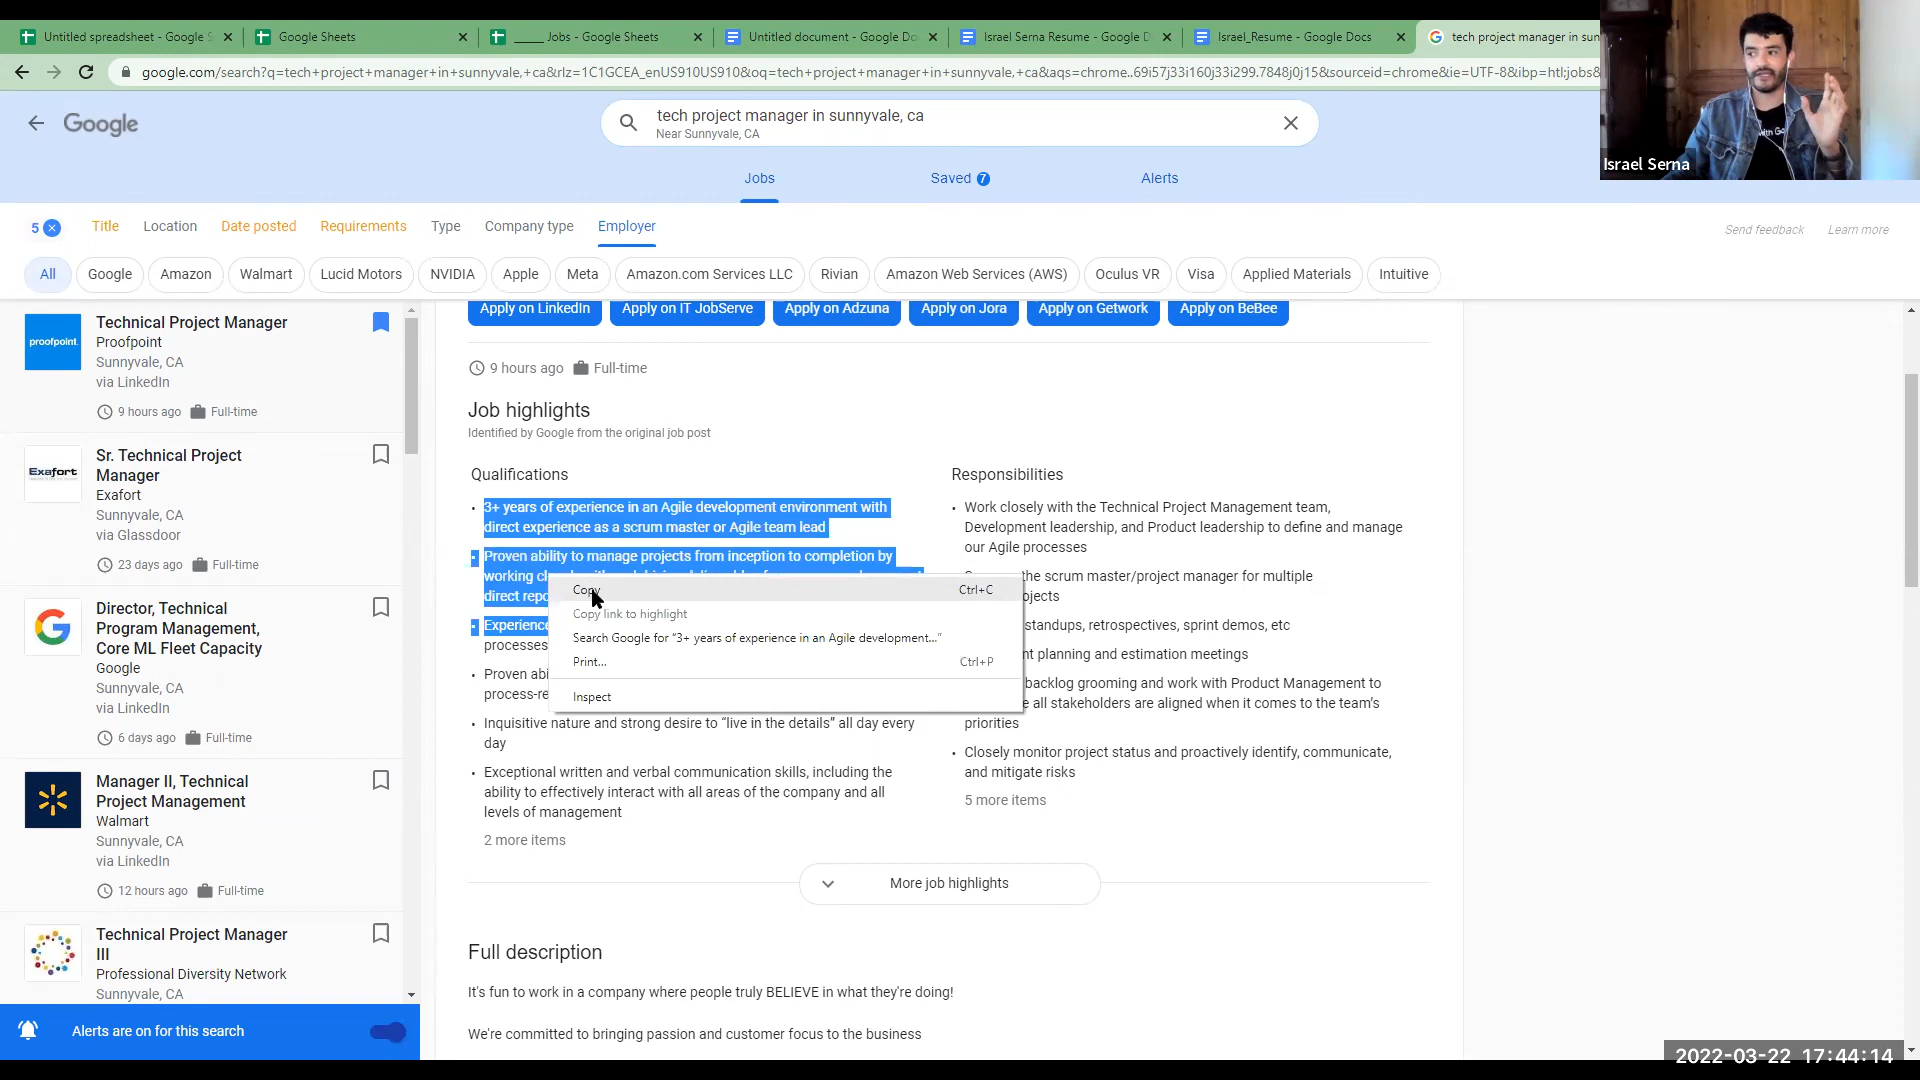 Untitled spreadsheet - Google S
Google Sheets
_____ Jobs - Google Sheets
Untitled document - Google Do
Israel Serna Resume - Google D
Israel_Resume - Google Docs
tech project manager in sun
google.com/search?q=tech+project+manager+in+sunnyvale,+ca&rlz=1C1GCEA_enUS910US910&oq=tech+project+manager+in+sunnyvale,+ca&aqs=chrome..69i57j33i160j33i299.7848j0j15&sourceid=chrome&ie=UTF-8&ibp=htl;jobs&
Google
tech project manager in sunnyvale, ca
Near Sunnyvale, CA
Israel Serna
Jobs
Saved 7
Alerts
5
Title
Location
Date posted
Requirements
Type
Company type
Employer
Send feedback
Learn more
All
Google
Amazon
Walmart
Lucid Motors
NVIDIA
Apple
Meta
Amazon.com Services LLC
Rivian
Amazon Web Services (AWS)
Oculus VR
Visa
Applied Materials
Intuitive
proofpoint.
Technical Project Manager
Proofpoint
Sunnyvale, CA
via LinkedIn
9 hours ago Full-time
Exafort
Sr. Technical Project
Manager
Exafort
Sunnyvale, CA
via Glassdoor
23 days ago Full-time
Director, Technical
Program Management,
Core ML Fleet Capacity
Google
Sunnyvale, CA
via LinkedIn
6 days ago Full-time
Manager II, Technical
Project Management
Walmart
Sunnyvale, CA
via LinkedIn
12 hours ago Full-time
Technical Project Manager
III
Professional Diversity Network
Sunnyvale, CA
Alerts are on for this search
Apply on LinkedIn
Apply on IT JobServe
Apply on Adzuna
Apply on Jora
Apply on Getwork
Apply on BeBee
9 hours ago Full-time
Job highlights
Identified by Google from the original job post
Qualifications
3+ years of experience in an Agile development environment with
direct experience as a scrum master or Agile team lead
Proven ability to manage projects from inception to completion by
working
direct repo
Experience
processes
Proven abi
process-re
Inquisitive nature and strong desire to “live in the details” all day every
day
Exceptional written and verbal communication skills, including the
ability to effectively interact with all areas of the company and all
levels of management
2 more items
Copy Ctrl+C
Copy link to highlight
Search Google for “3+ years of experience in an Agile development...”
Print... Ctrl+P
Inspect
Responsibilities
Work closely with the Technical Project Management team,
Development leadership, and Product leadership to define and manage
our Agile processes
the scrum master/project manager for multiple
ojects
standups, retrospectives, sprint demos, etc
nt planning and estimation meetings
backlog grooming and work with Product Management to
e all stakeholders are aligned when it comes to the team’s
priorities
Closely monitor project status and proactively identify, communicate,
and mitigate risks
5 more items
More job highlights
Full description
It's fun to work in a company where people truly BELIEVE in what they're doing!
We're committed to bringing passion and customer focus to the business
2022-03-22 17:44:14